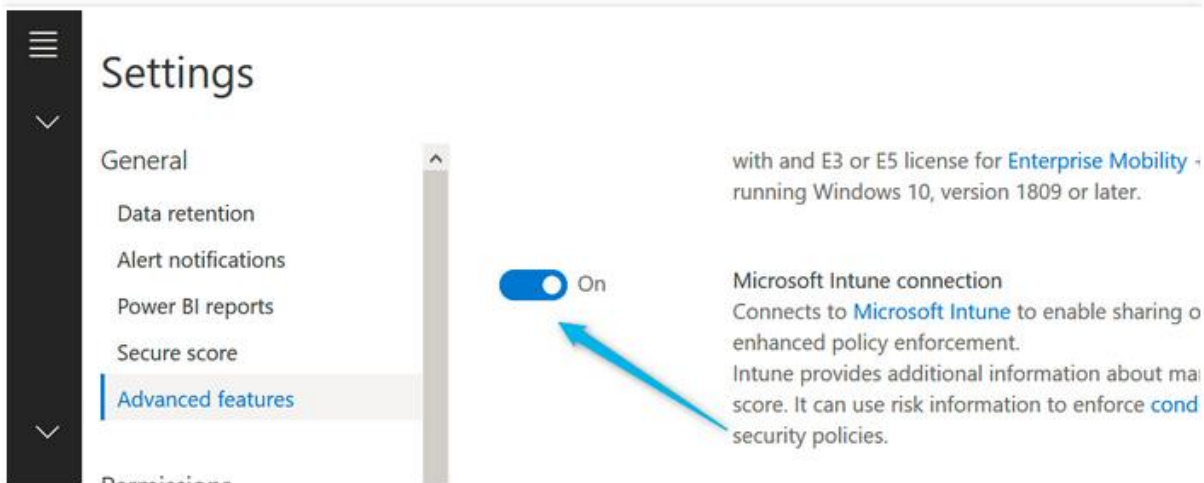 Settings
General
Data retention
Alert notifications
Power BI reports
Secure score
Advanced features
with and E3 or E5 license for Enterprise Mobility
running Windows 10, version 1809 or later.
On
Microsoft Intune connection
Connects to Microsoft Intune to enable sharing
enhanced policy enforcement.
Intune provides additional information about
score. It can use risk information to enforce
security policies.